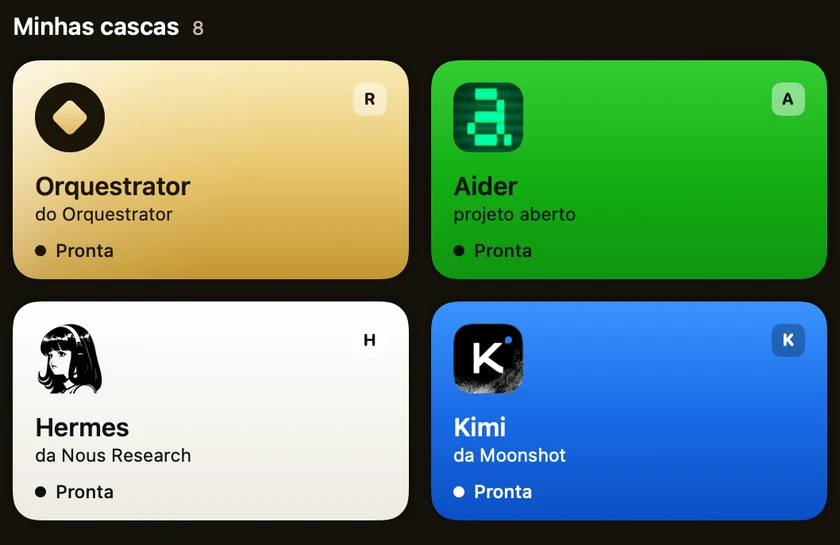 Minhas cascas 8
R
Orquestrator
do Orquestrator
Pronta
A
a.
Aider
projeto aberto
Pronta
H
Hermes
da Nous Research
Pronta
K
K
Kimi
da Moonshot
Pronta